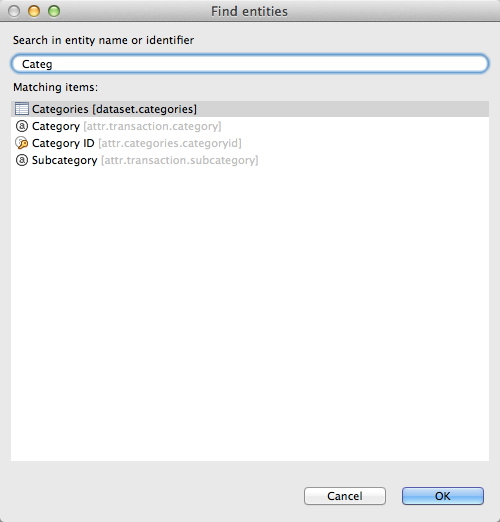 Find entities
Search in entity name or identifier
Categ
Matching items:
Categories [dataset.categories]
Category [attr.transaction.category]
Category ID [attr.categories.categoryid]
Subcategory [attr.transaction.subcategory]
Cancel OK